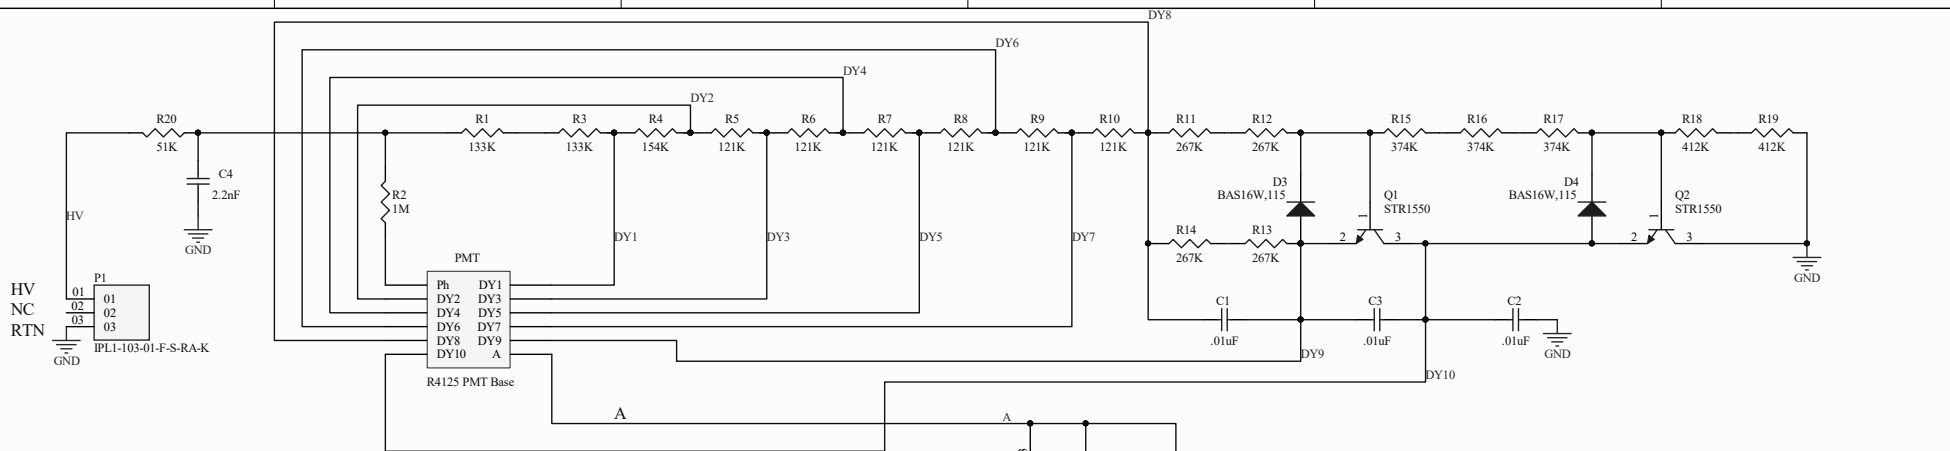 DY8
DY6
DY4
DY2
R20 R1 R3 R4 R5 R6 R7 R8 R9 R10 R11 R12 R15 R16 R17 R18 R19
51K 133K 133K 154K 121K 121K 121K 121K 121K 121K 267K 267K 374K 374K 374K 412K 412K
C4
2.2nF
GND
R2
1M
HV
DY1 DY3 DY5 DY7
D3
BAS16W,115
Q1
STR1550
1
2 3
D4
BAS16W,115
Q2
STR1550
1
2 3
GND
R14 R13
267K 267K
PMT
Ph DY1
DY2 DY3
DY4 DY5
DY6 DY7
DY8 DY9
DY10 A
R4125 PMT Base
P1
HV 01 01
NC 02 02
RTN 03 03
GND
IPL1-103-01-F-S-RA-K
C1 C3 C2
.01uF .01uF .01uF
GND
DY9
DY10
A
A